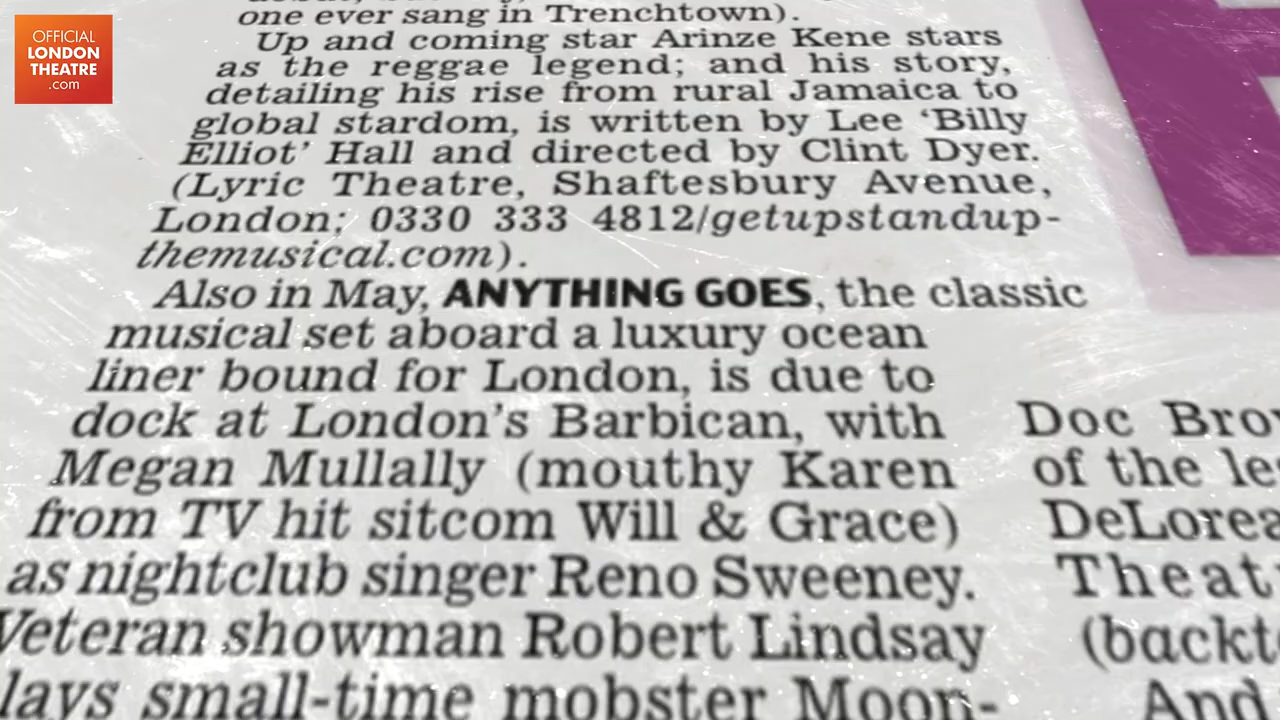 OFFICIAL
LONDON
THEATRE
.com
one ever sang in Trenchtown).
Up and coming star Arinze Kene stars
as the reggae legend; and his story,
detailing his rise from rural Jamaica to
global stardom, is written by Lee ‘Billy
Elliot’ Hall and directed by Clint Dyer.
(Lyric Theatre, Shaftesbury Avenue,
London; 0330 333 4812/getupstandup-
themusical.com).
Also in May, ANYTHING GOES, the classic
musical set aboard a luxury ocean
liner bound for London, is due to
dock at London’s Barbican, with
Megan Mullally (mouthy Karen
from TV hit sitcom Will & Grace)
as nightclub singer Reno Sweeney.
Veteran showman Robert Lindsay
lays small-time mobster Moon-
Doc Bro
of the le
DeLorea
Theat
(backt
And